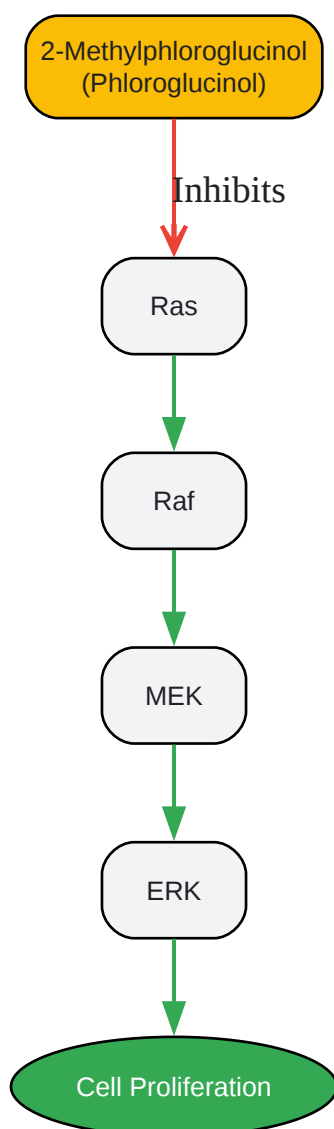 2-Methylphloroglucinol
(Phloroglucinol)
Inhibits
Ras
Raf
MEK
ERK
Cell Proliferation